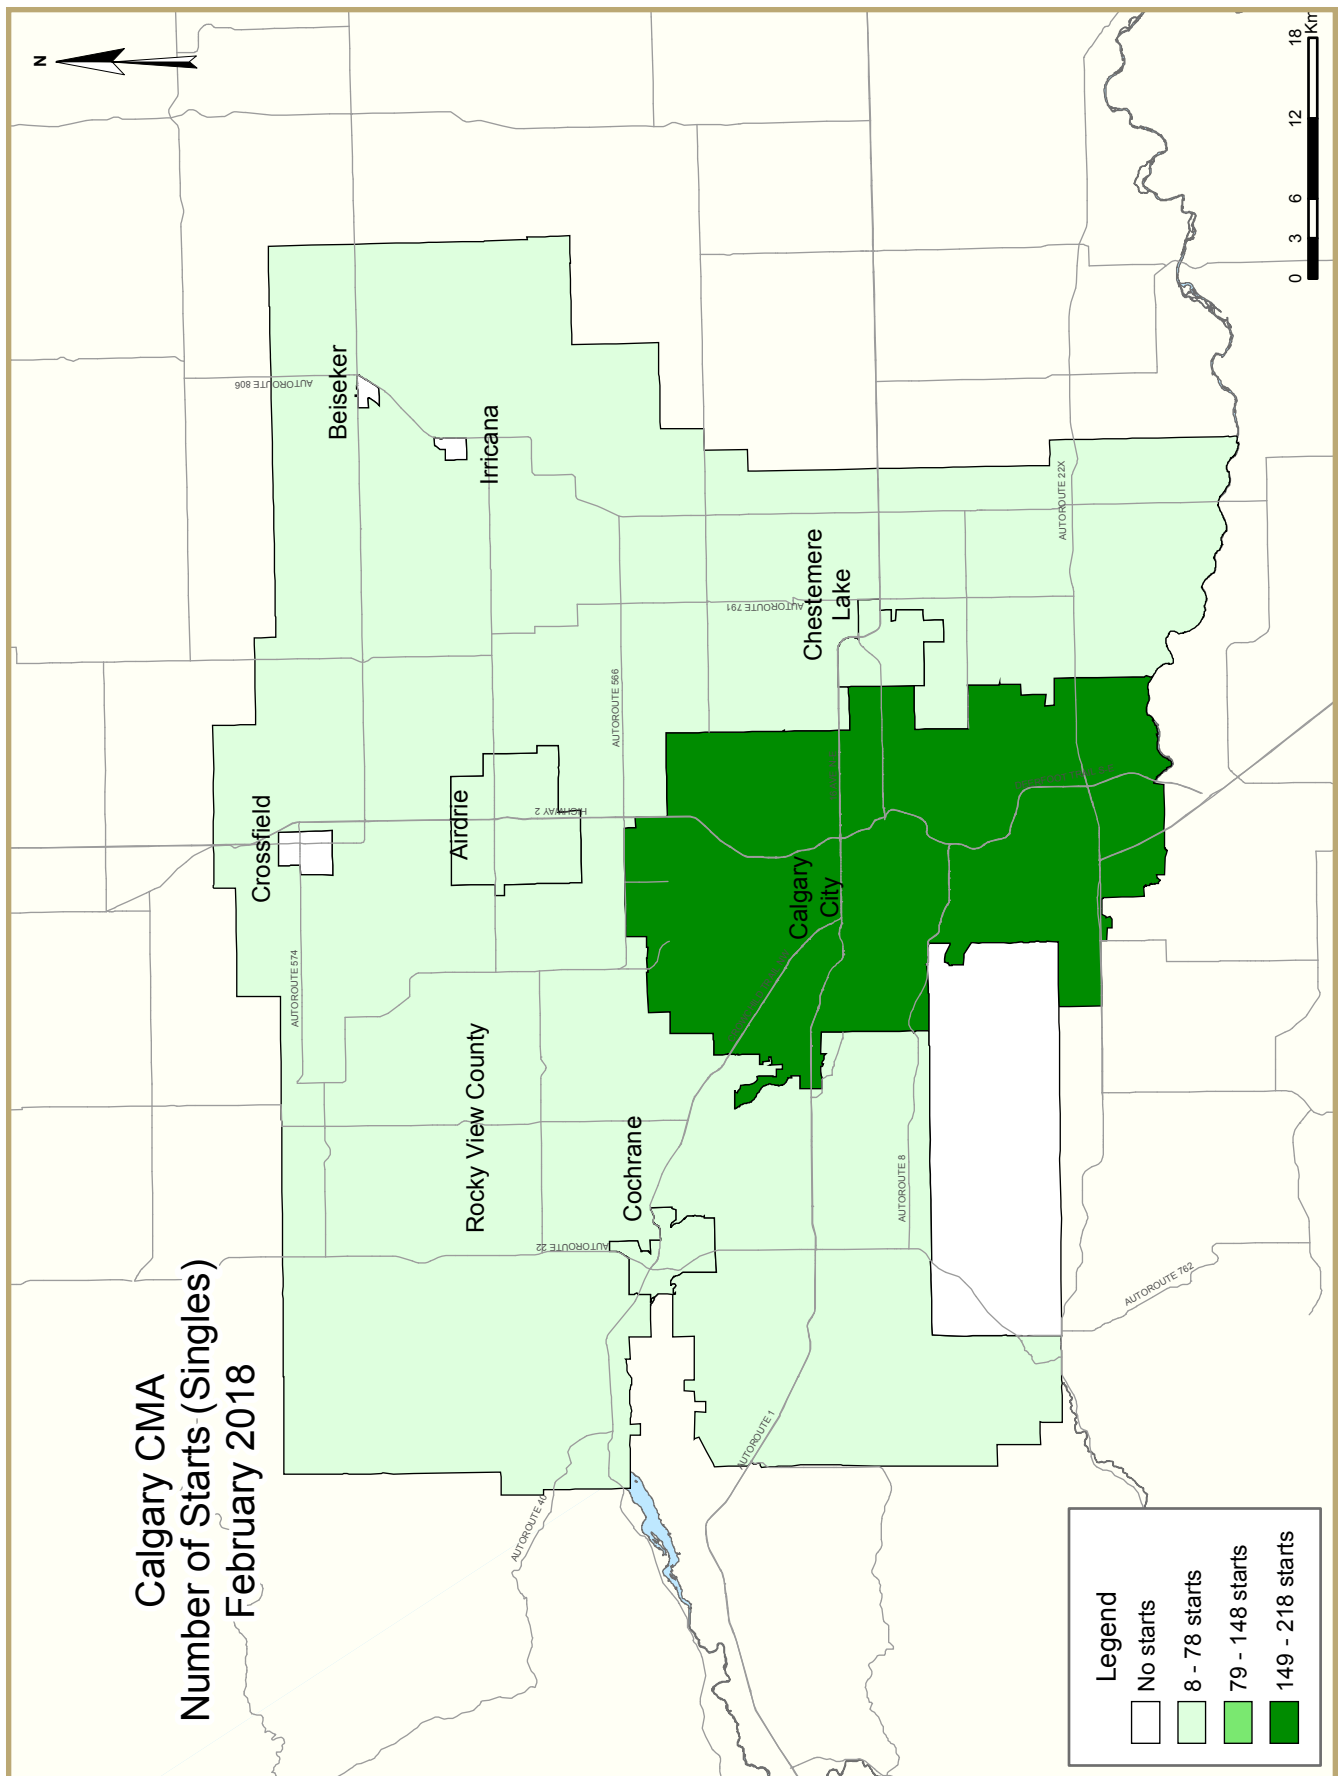 Calgary CMA
Number of Starts (Singles)
February 2018
N
Crossfield
Beiseker
Irricana
Airdrie
Rocky View County
Cochrane
Chestemere
Lake
Calgary
City
AUTOROUTE 806
AUTOROUTE 574
AUTOROUTE 566
AUTOROUTE 791
AUTOROUTE 22X
HIGHWAY 2
AUTOROUTE 22
AUTOROUTE 8
AUTOROUTE 1
AUTOROUTE 40
AUTOROUTE 762
Legend
No starts
8 - 78 starts
79 - 148 starts
149 - 218 starts
0 3 6 12 18
Km